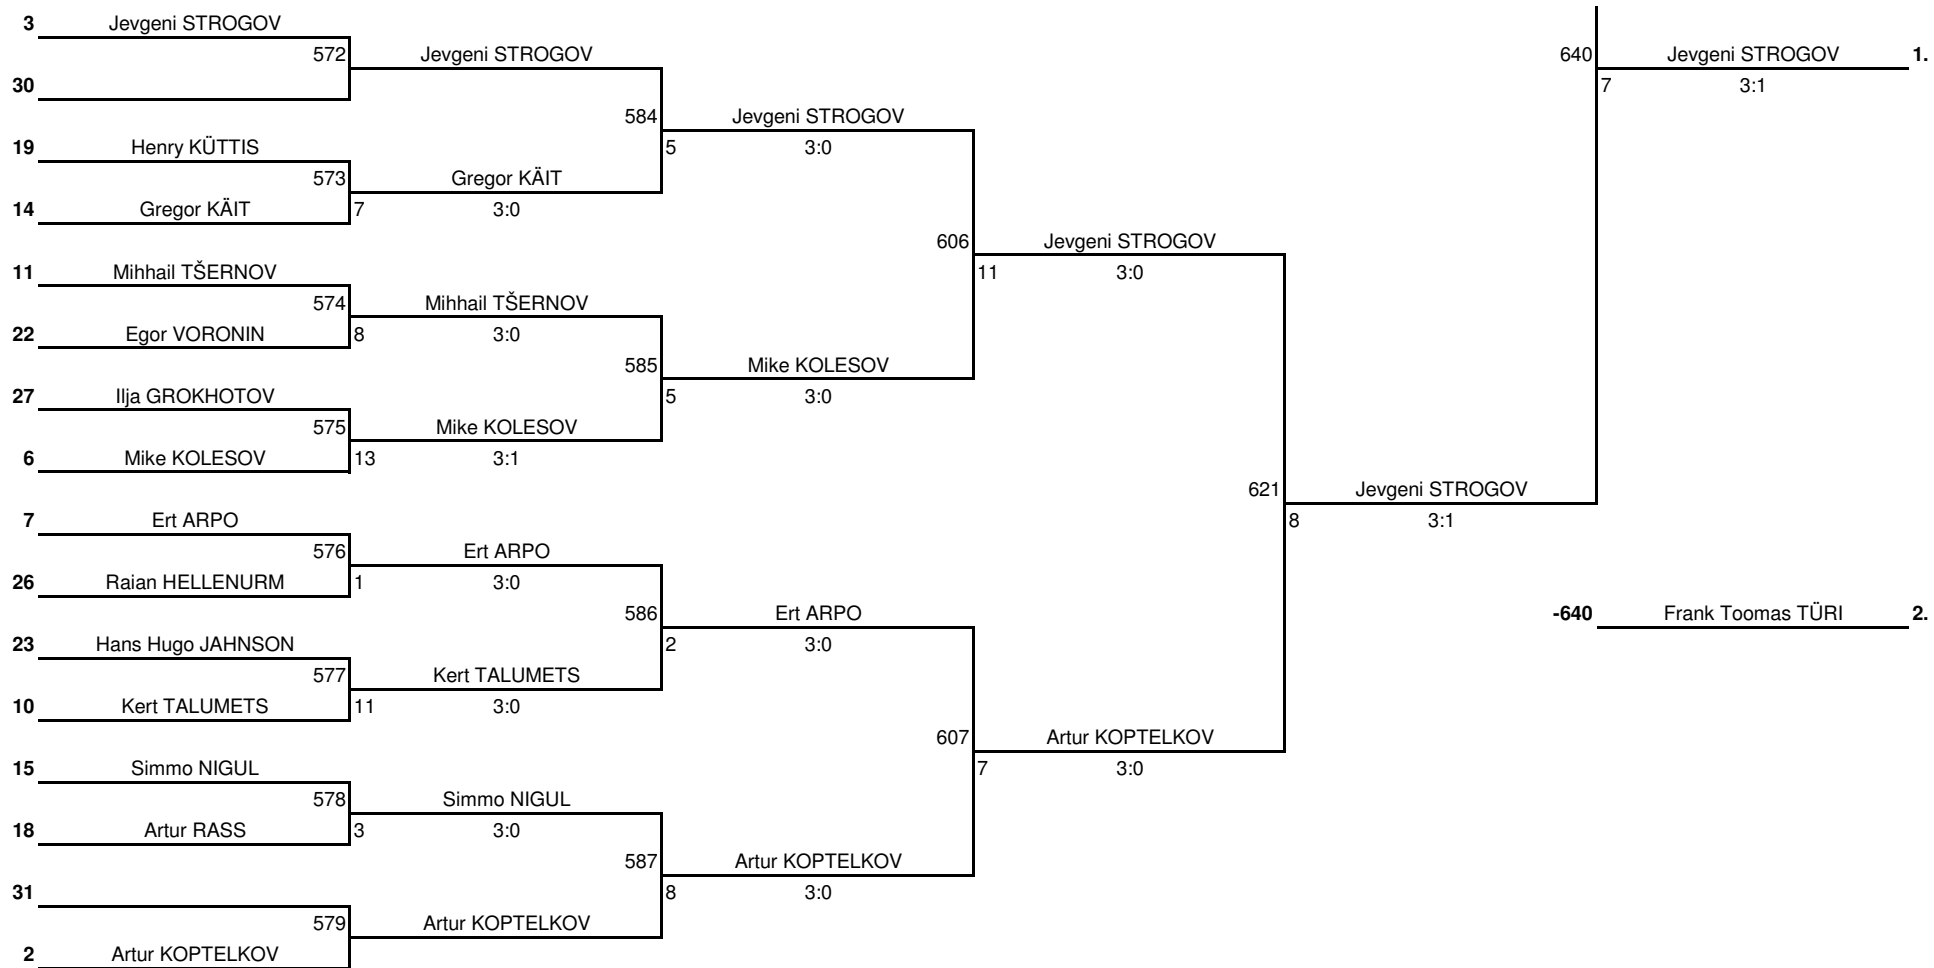 3 Jevgeni STROGOV
572 Jevgeni STROGOV 640 Jevgeni STROGOV 1.
30 7 3:1
584 Jevgeni STROGOV
19 Henry KÜTTIS 5 3:0
573 Gregor KÄIT
14 Gregor KÄIT 7 3:0
606 Jevgeni STROGOV
11 Mihhail TŠERNOV 11 3:0
574 Mihhail TŠERNOV
22 Egor VORONIN 8 3:0
585 Mike KOLESOV
27 Ilja GROKHOTOV 5 3:0
575 Mike KOLESOV
6 Mike KOLESOV 13 3:1
621 Jevgeni STROGOV
7 Ert ARPO 8 3:1
576 Ert ARPO
26 Raian HELLENURM 1 3:0
586 Ert ARPO -640 Frank Toomas TÜRI 2.
23 Hans Hugo JAHNSON 2 3:0
577 Kert TALUMETS
10 Kert TALUMETS 11 3:0
607 Artur KOPTELKOV
15 Simmo NIGUL 7 3:0
578 Simmo NIGUL
18 Artur RASS 3 3:0
587 Artur KOPTELKOV
31 8 3:0
579 Artur KOPTELKOV
2 Artur KOPTELKOV